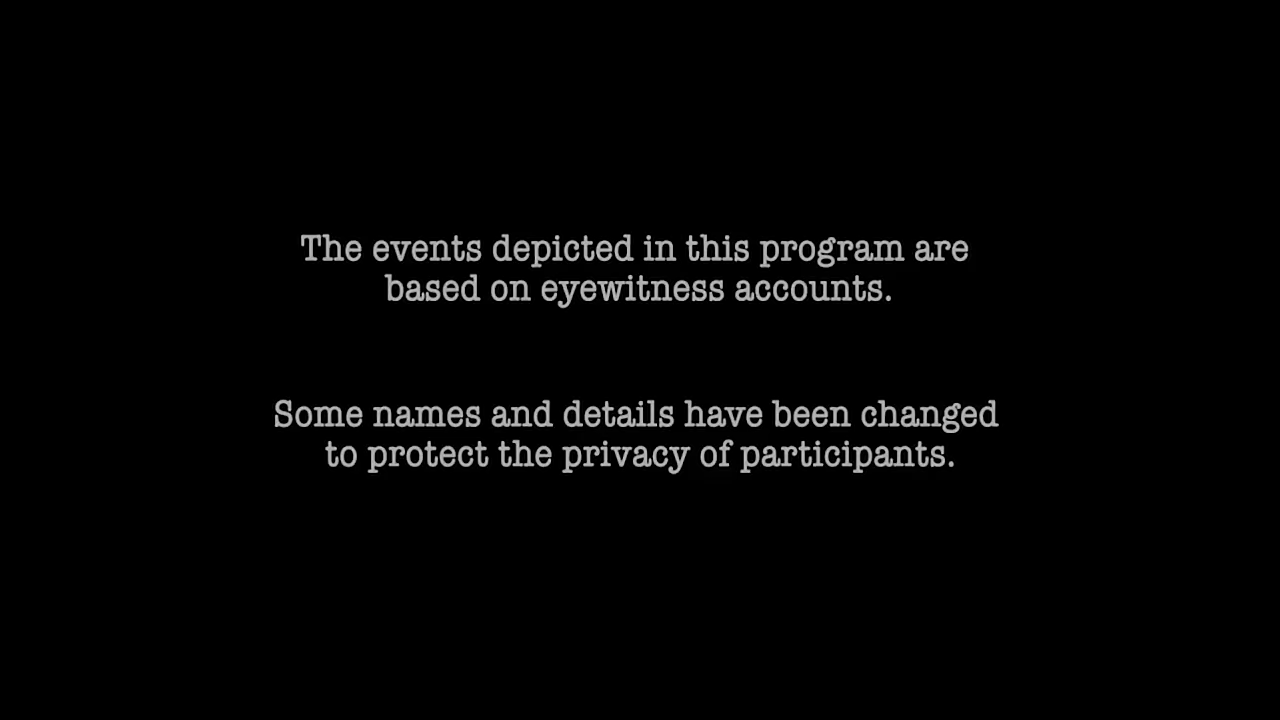 The events depicted in this program are
based on eyewitness accounts.
Some names and details have been changed
to protect the privacy of participants.